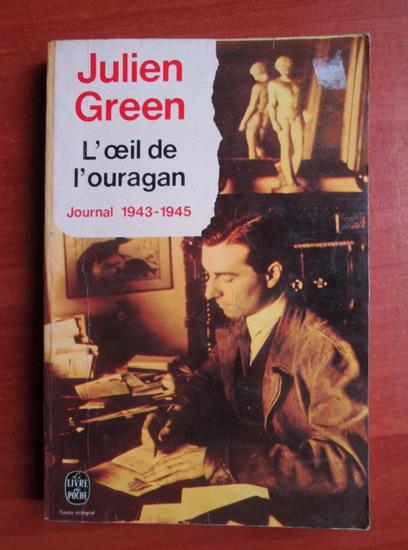 Julien
Green
L'œil de
l'ouragan
Journal 1943-1945
Le
LIVRE
de
POCHE
Texte intégral